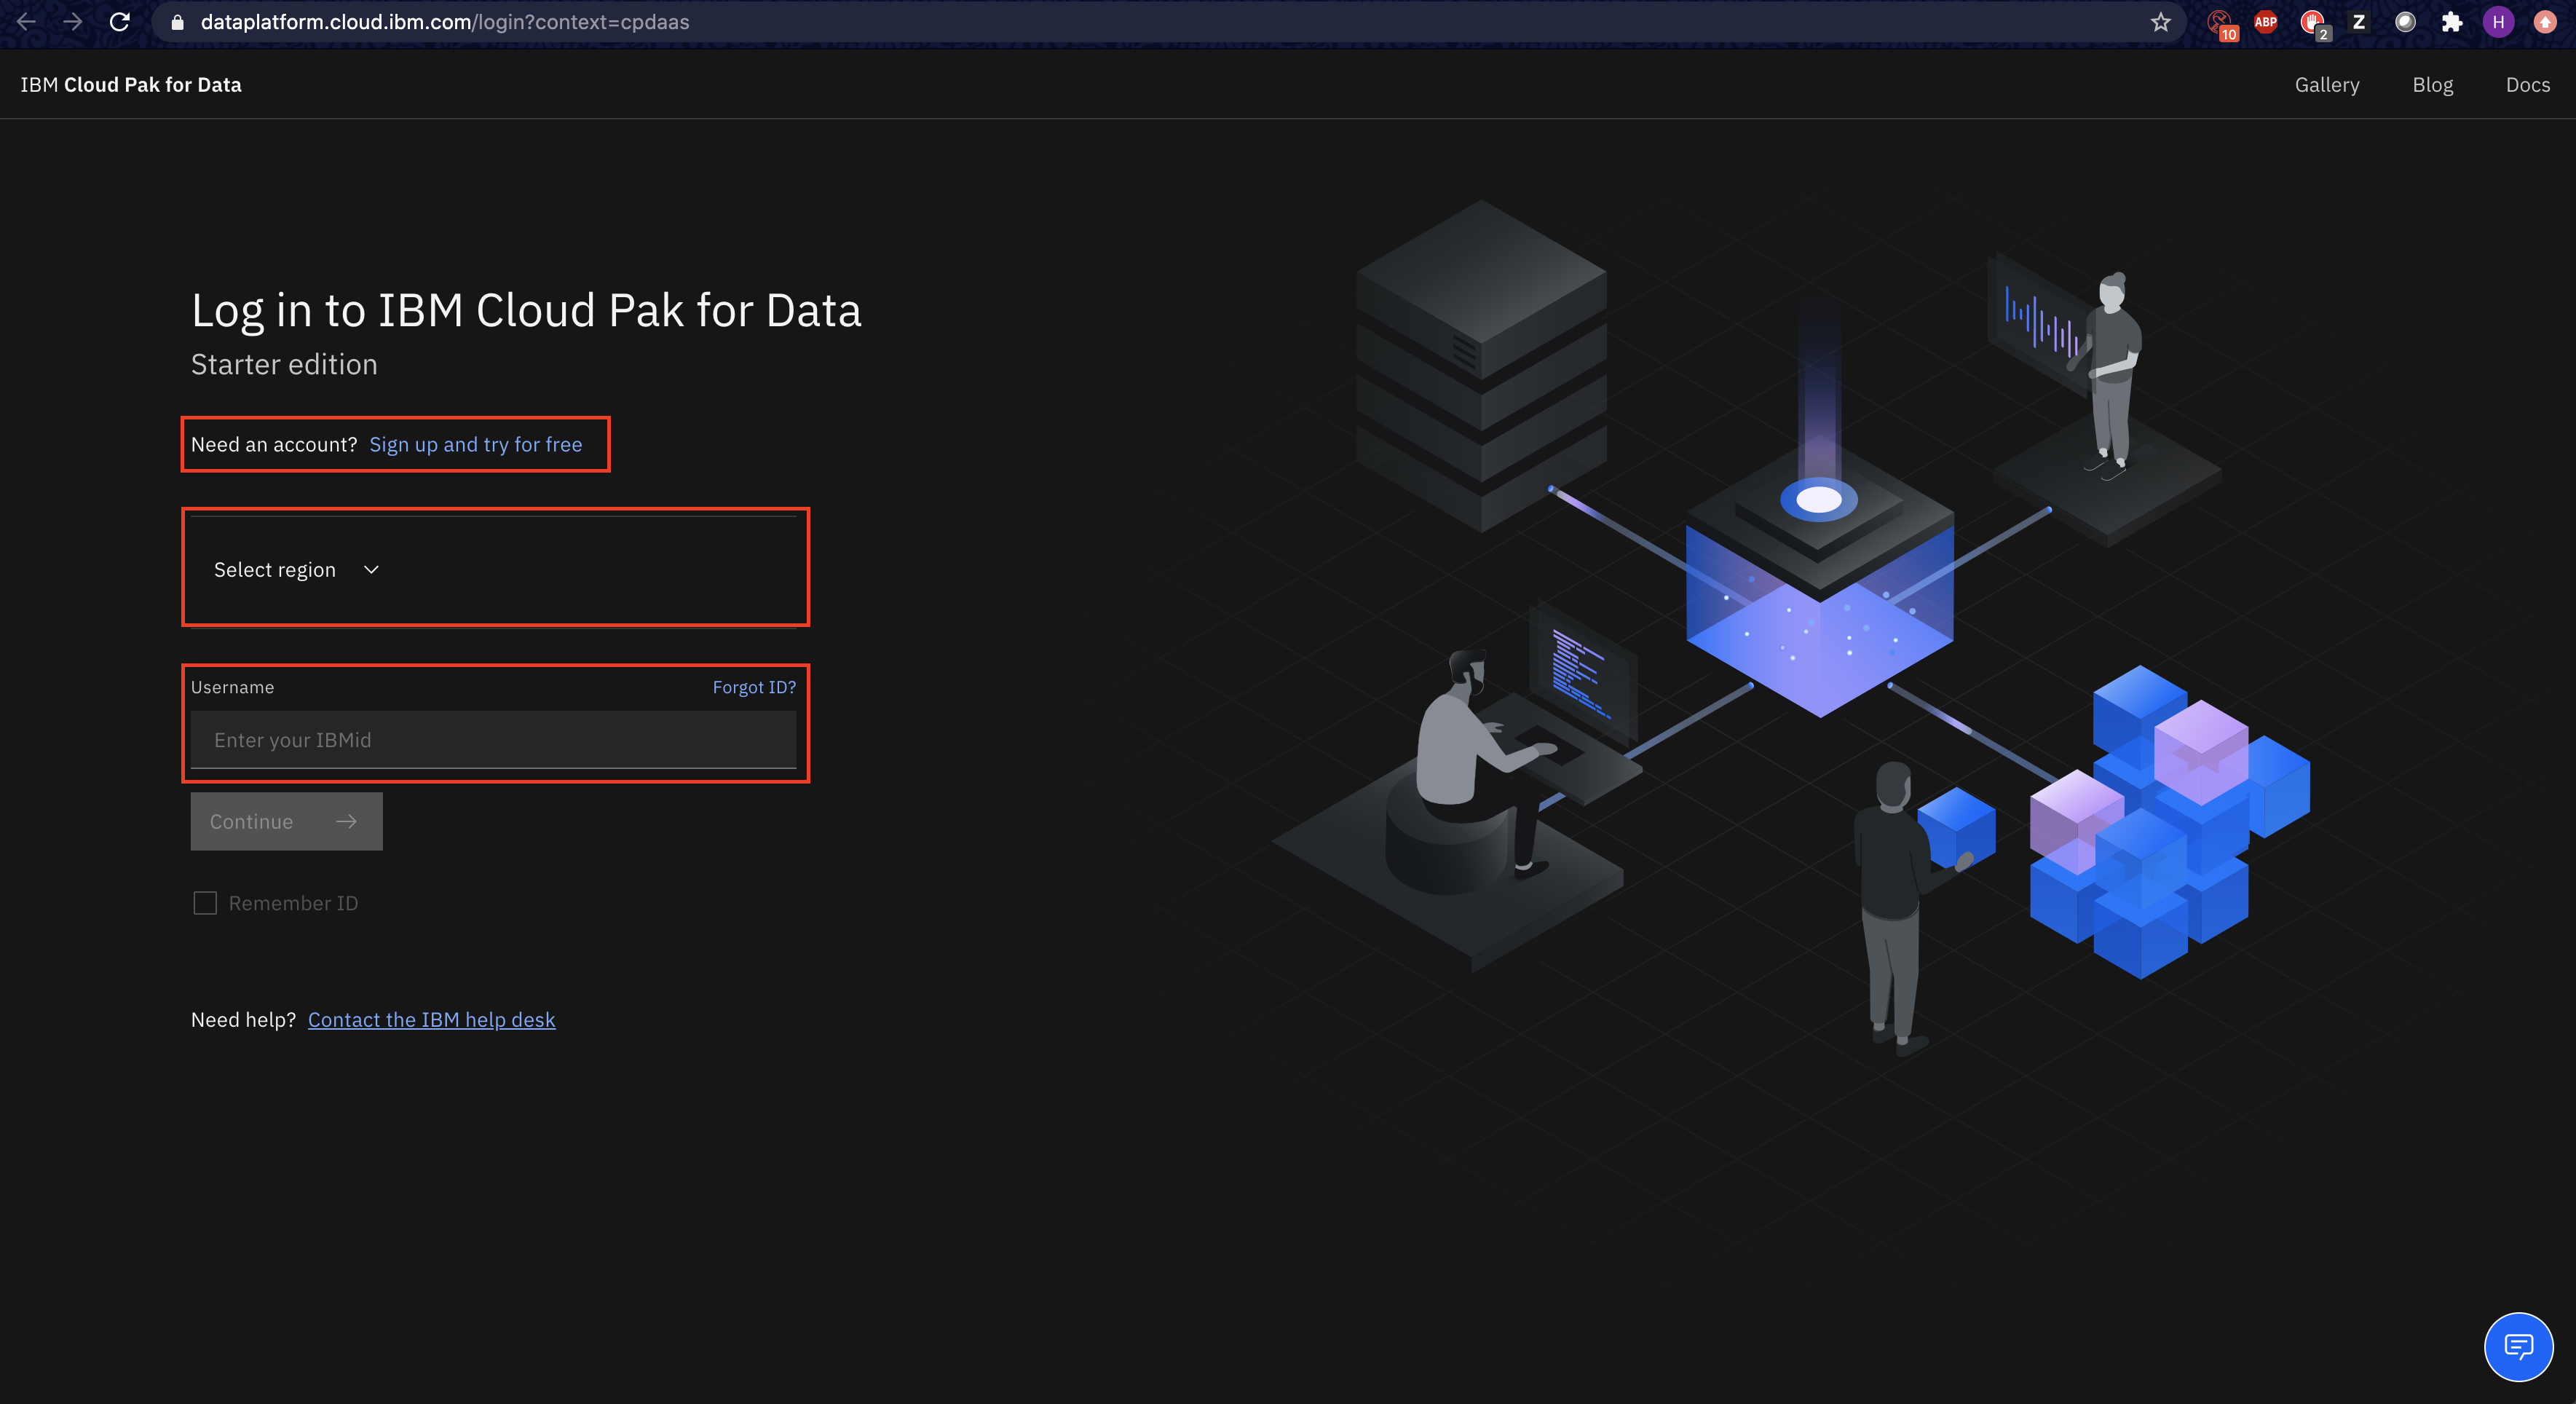 dataplatform.cloud.ibm.com/login?context=cpdaas
10
ABP
2
Z
H
IBM Cloud Pak for Data
Gallery
Blog
Docs
Log in to IBM Cloud Pak for Data
Starter edition
Need an account? Sign up and try for free
Select region
Username
Forgot ID?
Enter your IBMid
Continue
Remember ID
Need help? Contact the IBM help desk